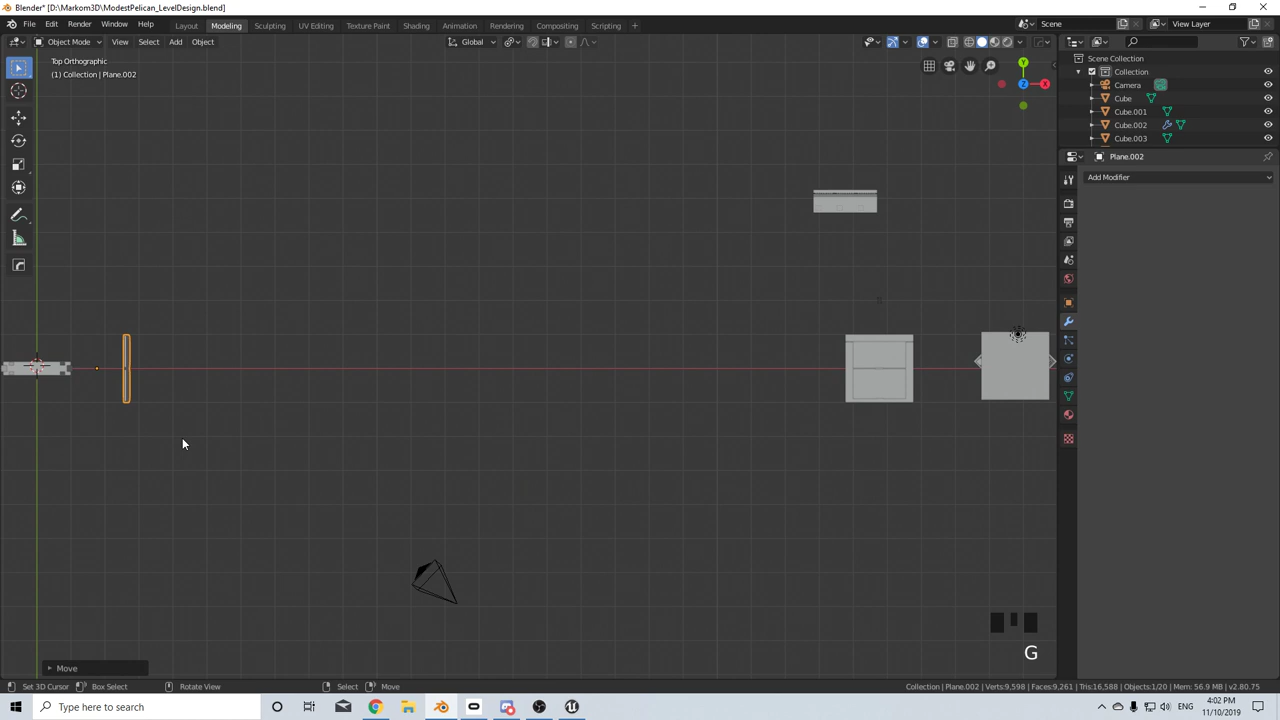 Blender* [D:\Markom3D\ModestPelican_LevelDesign.blend]
File Edit Render Window Help Layout Modeling Sculpting UV Editing Texture Paint Shading Animation Rendering Compositing Scripting + Scene View Layer
Object Mode View Select Add Object Global
Top Orthographic
(1) Collection | Plane.002
Y
X
Z
Scene Collection
Collection
Camera
Cube
Cube.001
Cube.002
Cube.003
Plane.002
Add Modifier
G
Move
Set 3D Cursor Box Select Rotate View Select Move Collection | Plane.002 | Verts:9,598 | Faces:9,261 | Tris:16,588 | Objects:1/20 | Mem: 56.9 MB | v2.80.75
Type here to search
ENG
4:02 PM
11/10/2019